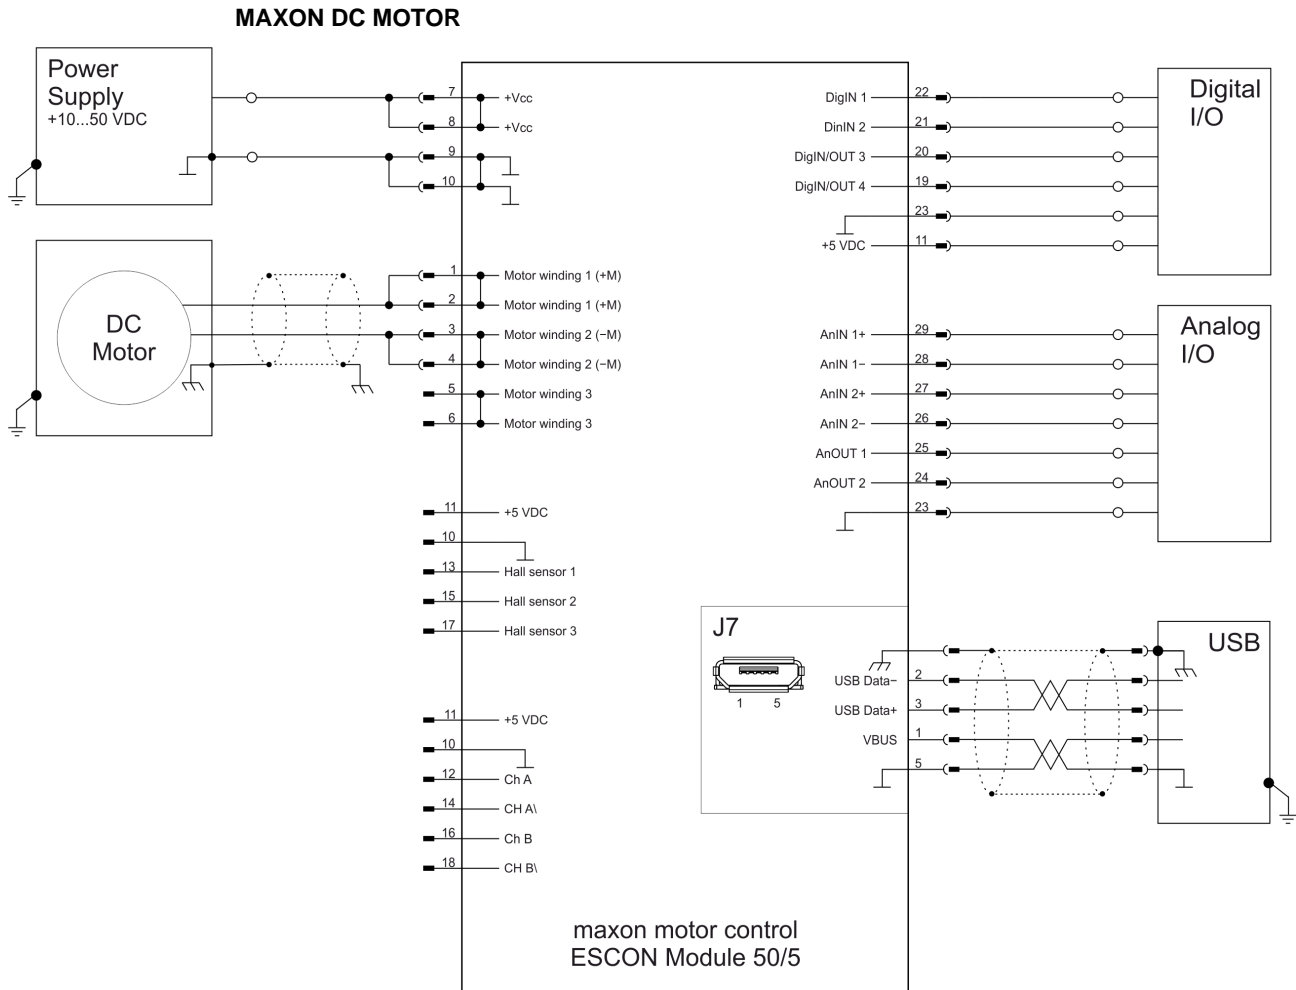 MAXON DC MOTOR
Power
Supply
+10...50 VDC
7 +Vcc
8 +Vcc
9
10
DC
Motor
1 Motor winding 1 (+M)
2 Motor winding 1 (+M)
3 Motor winding 2 (−M)
4 Motor winding 2 (−M)
5 Motor winding 3
6 Motor winding 3
11 +5 VDC
10
13 Hall sensor 1
15 Hall sensor 2
17 Hall sensor 3
11 +5 VDC
10
12 Ch A
14 CH A\
16 Ch B
18 CH B\
DigIN 1 22
DinIN 2 21
DigIN/OUT 3 20
DigIN/OUT 4 19
23
+5 VDC 11
Digital
I/O
AnIN 1+ 29
AnIN 1− 28
AnIN 2+ 27
AnIN 2− 26
AnOUT 1 25
AnOUT 2 24
23
Analog
I/O
J7
1 5
USB Data− 2
USB Data+ 3
VBUS 1
5
USB
maxon motor control
ESCON Module 50/5